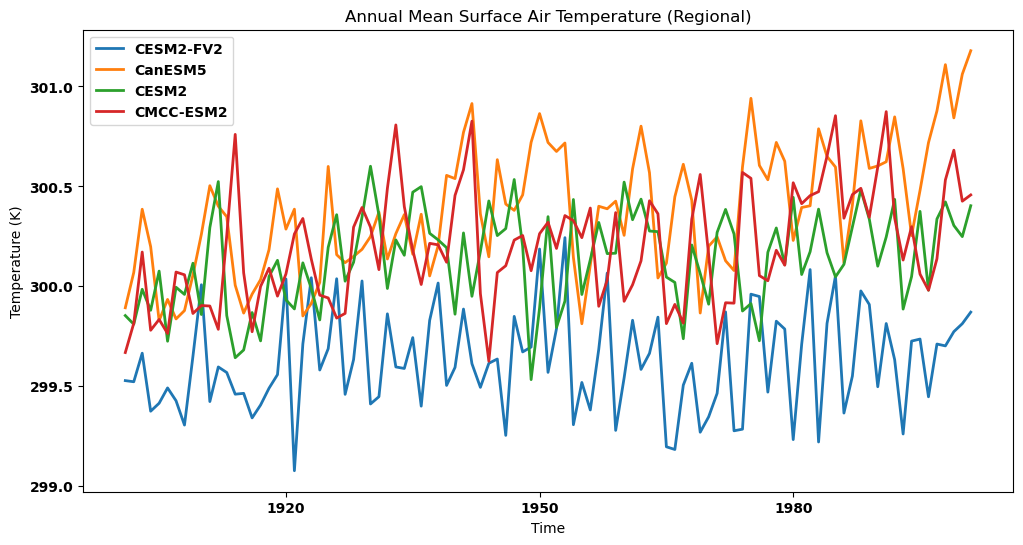 Annual Mean Surface Air Temperature (Regional)
CESM2-FV2
CanESM5
CESM2
CMCC-ESM2
Temperature (K)
301.0
300.5
300.0
299.5
299.0
1920
1950
1980
Time